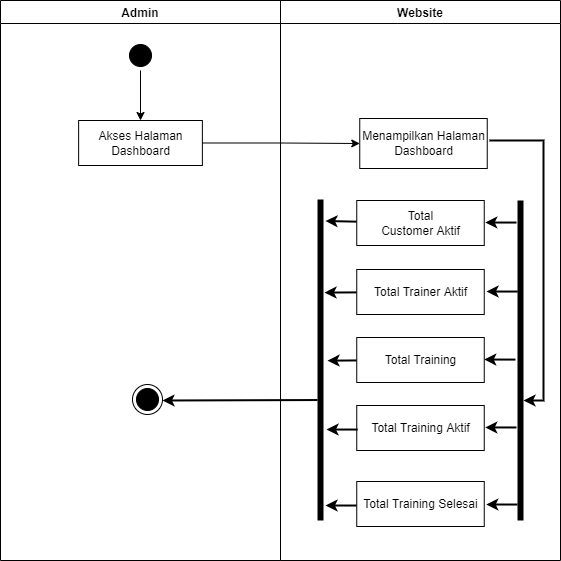 Admin
Website
Akses Halaman
Dashboard
Menampilkan Halaman
Dashboard
Total
Customer Aktif
Total Trainer Aktif
Total Training
Total Training Aktif
Total Training Selesai